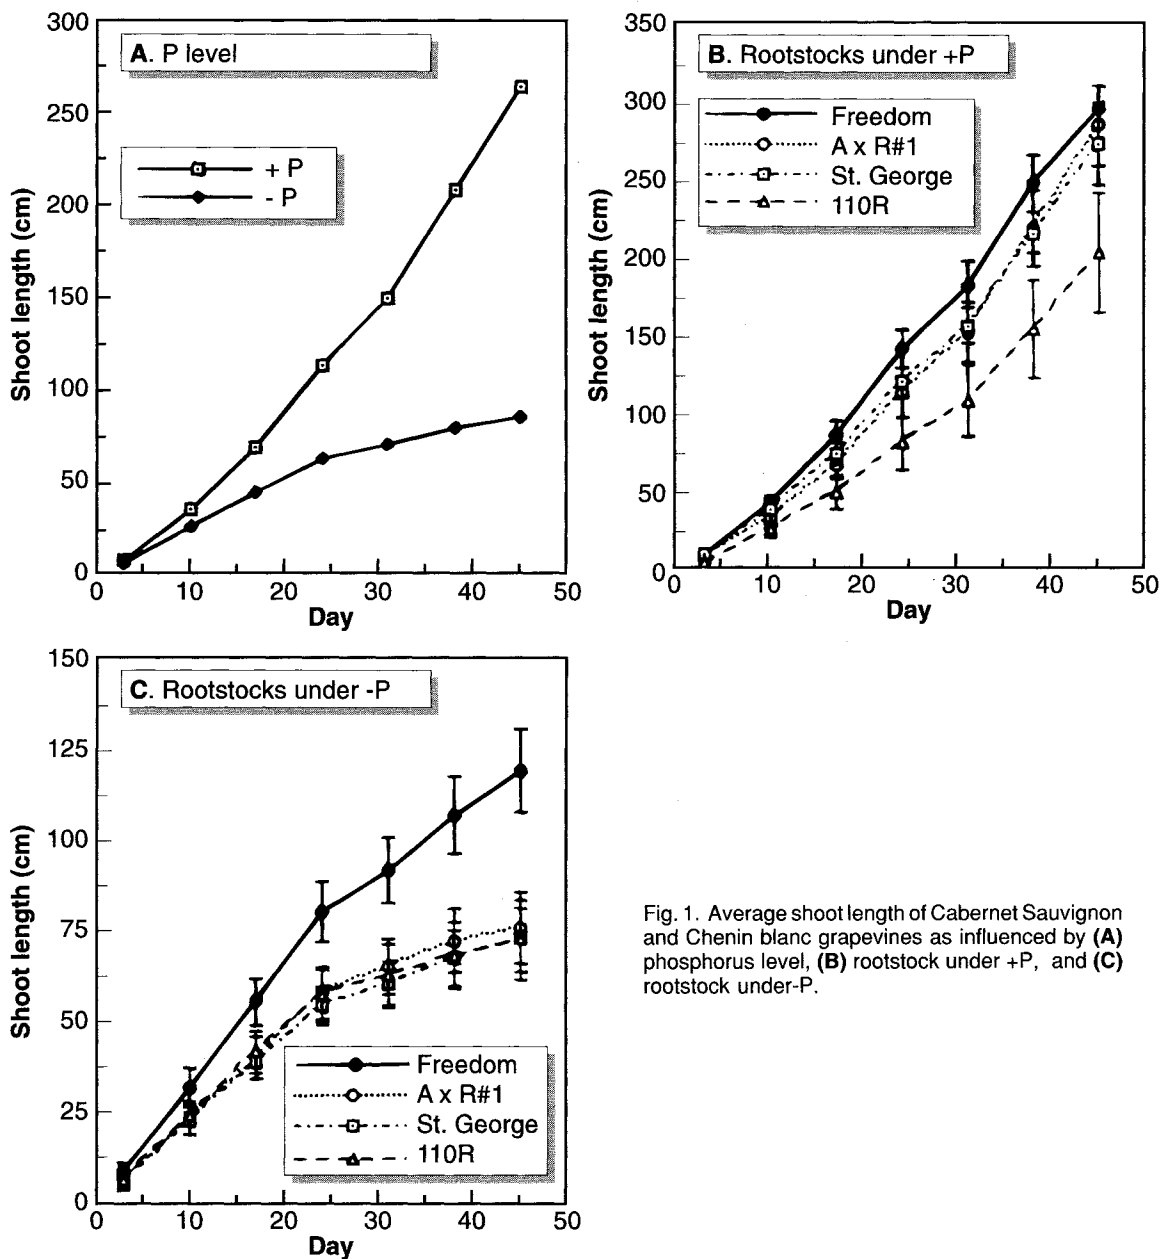 A. P level
+ P
- P
300
250
200
150
100
50
0
Shoot length (cm)
0 10 20 30 40 50
Day
B. Rootstocks under +P
Freedom
A x R#1
St. George
110R
350
300
250
200
150
100
50
0
Shoot length (cm)
0 10 20 30 40 50
Day
C. Rootstocks under -P
150
125
100
75
50
25
0
Shoot length (cm)
Freedom
A x R#1
St. George
110R
0 10 20 30 40 50
Day
Fig. 1. Average shoot length of Cabernet Sauvignon
and Chenin blanc grapevines as influenced by (A)
phosphorus level, (B) rootstock under +P, and (C)
rootstock under-P.